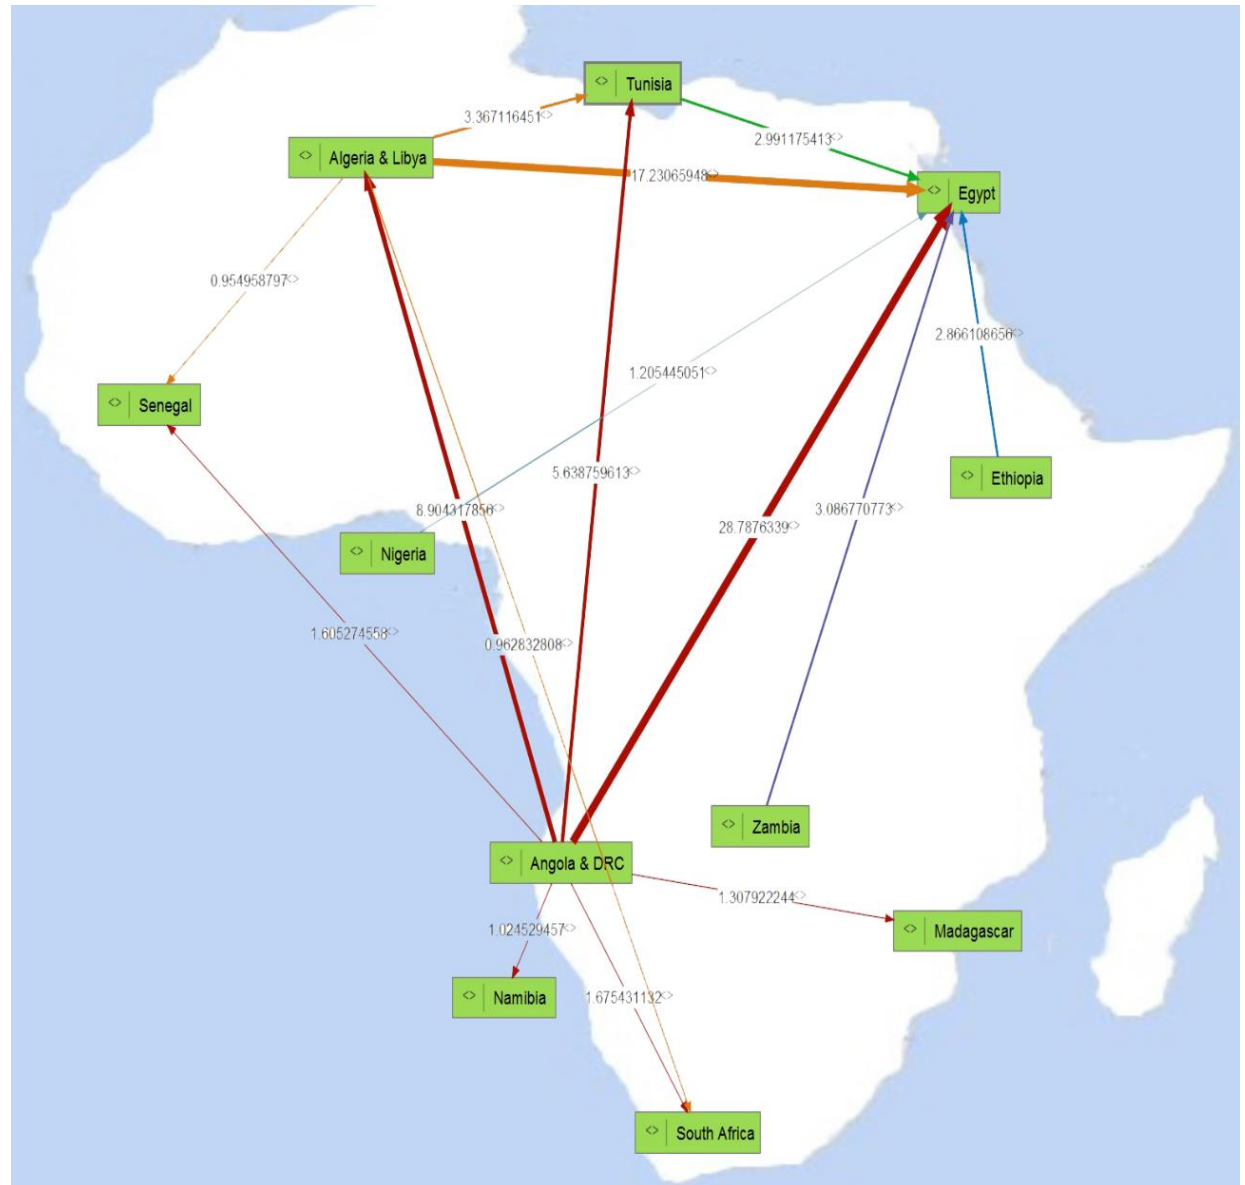 <> Tunisia
3.367116451<>
2.991175413<>
<> Algeria & Libya
17.23065948<>
<> Egypt
0.954958797<>
2.866108656<>
1.205445051<>
<> Senegal
5.638759613<>
<> Ethiopia
8.904317856<>
3.086770773<>
28.7876339<>
<> Nigeria
1.605274558<>
0.962832808<>
<> Zambia
<> Angola & DRC
1.307922244<>
1.024529457<>
<> Madagascar
<> Namibia
1.675431132<>
<> South Africa